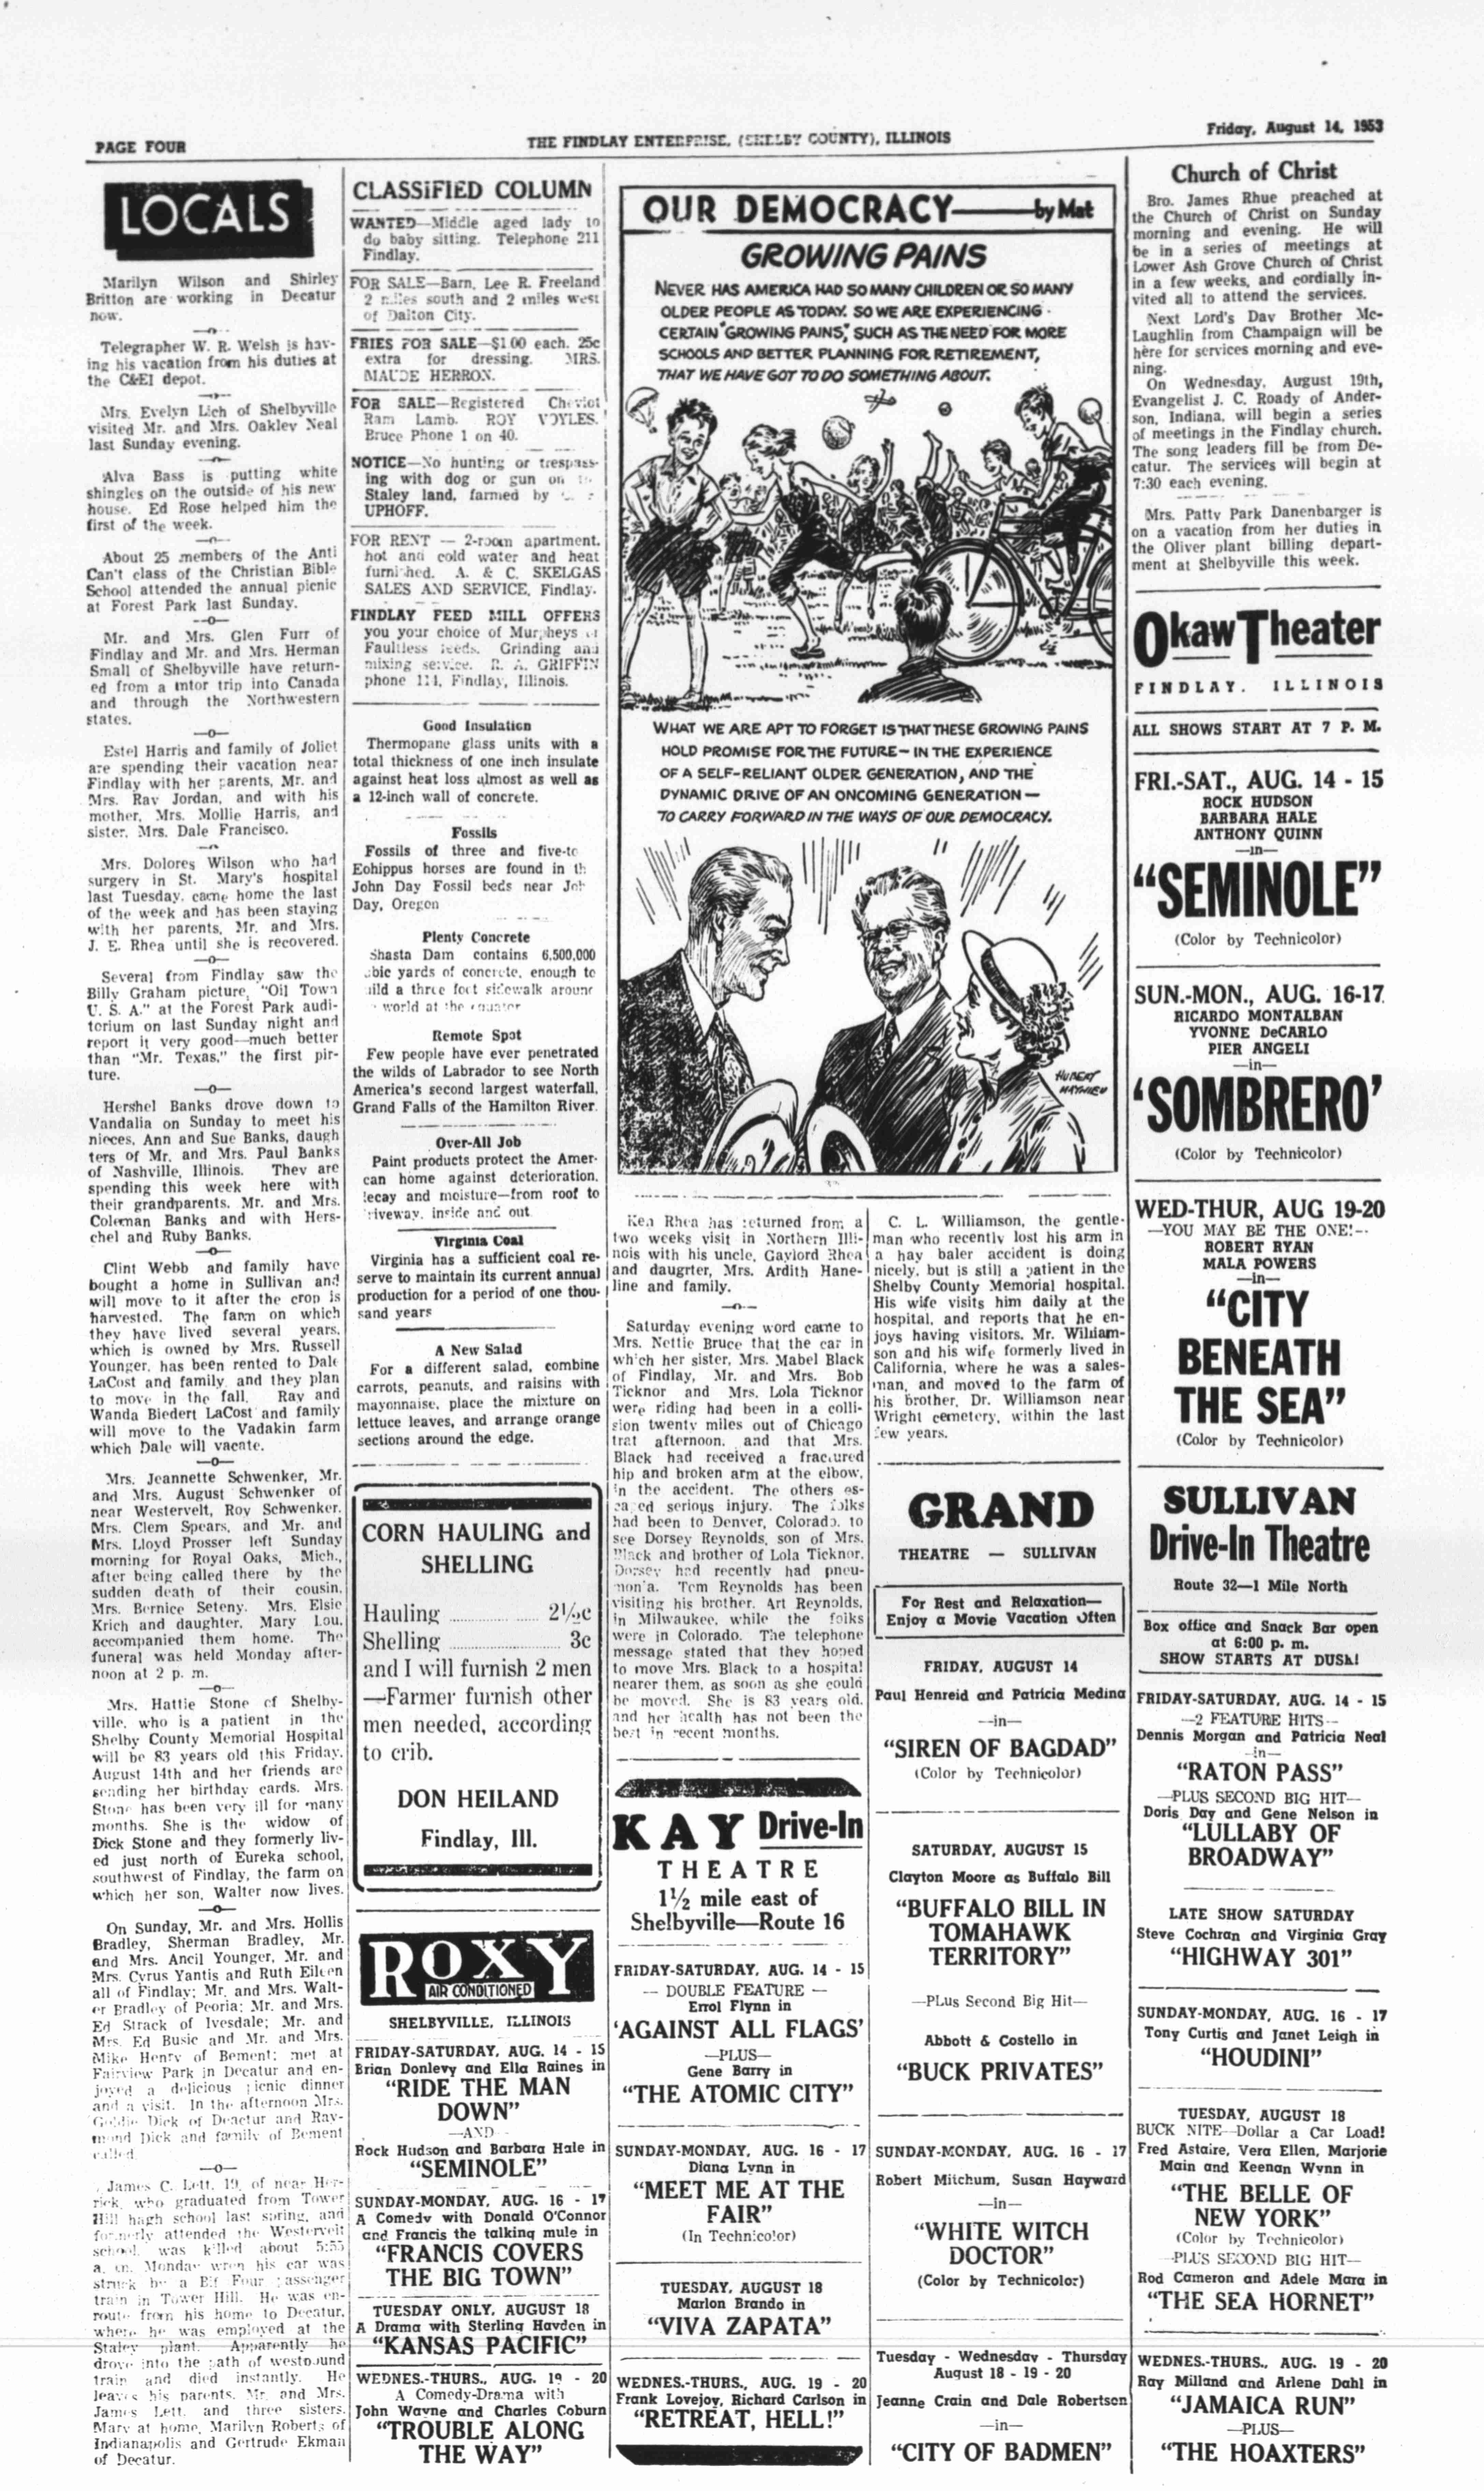 PAGE FOUR
THE FINDLAY ENTERPRISE, (SHELBY COUNTY), ILLINOIS
Friday, August 14, 1953
LOCALS
Marilyn Wilson and Shirley
Britton are working in Decatur
now.
Telegrapher W. R. Welsh is hav-
ing his vacation from his duties at
the C&EI depot.
Mrs. Evelyn Lich of Shelbyville
visited Mr. and Mrs. Oakley Neal
last Sunday evening.
Alva Bass is putting white
shingles on the outside of his new
house. Ed Rose helped him the
first of the week.
About 25 members of the Anti
Can't class of the Christian Bible
School attended the annual picnic
at Forest Park last Sunday.
—o—
Mr. and Mrs. Glen Furr of
Findlay and Mr. and Mrs. Herman
Small of Shelbyville have return-
ed from a mtor trip into Canada
and through the Northwestern
states.
—o—
Estel Harris and family of Joliet
are spending their vacation near
Findlay with her parents, Mr. and
Mrs. Ray Jordan, and with his
mother, Mrs. Mollie Harris, and
sister, Mrs. Dale Francisco.
Mrs. Dolores Wilson who had
surgery in St. Mary's hospital
last Tuesday, came home the last
of the week and has been staying
with her parents, Mr. and Mrs.
J. E. Rhea until she is recovered.
—o—
Several from Findlay saw the
Billy Graham picture, "Oil Town
U. S. A." at the Forest Park audi-
torium on last Sunday night and
report it very good—much better
than "Mr. Texas," the first pir-
ture.
—o—
Hershel Banks drove down to
Vandalia on Sunday to meet his
nieces, Ann and Sue Banks, daugh
ters of Mr. and Mrs. Paul Banks
of Nashville, Illinois. They are
spending this week here with
their grandparents, Mr. and Mrs.
Coleman Banks and with Hers-
chel and Ruby Banks.
—o—
Clint Webb and family have
bought a home in Sullivan and
will move to it after the crop is
harvested. The farm on which
they have lived several years,
which is owned by Mrs. Russell
Younger, has been rented to Dale
LaCost and family, and they plan
to move in the fall. Ray and
Wanda Biedert LaCost and family
will move to the Vadakin farm
which Dale will vacate.
—o—
Mrs. Jeannette Schwenker, Mr.
and Mrs. August Schwenker of
near Westervelt, Roy Schwenker,
Mrs. Clem Spears, and Mr. and
Mrs. Lloyd Prosser left Sunday
morning for Royal Oaks, Mich.,
after being called there by the
sudden death of their cousin,
Mrs. Bernice Seteny. Mrs. Elsie
Krich and daughter, Mary Lou,
accompanied them home. The
funeral was held Monday after-
noon at 2 p. m.
—o—
Mrs. Hattie Stone of Shelby-
ville, who is a patient in the
Shelby County Memorial Hospital
will be 83 years old this Friday,
August 14th and her friends are
sending her birthday cards. Mrs.
Stone has been very ill for many
months. She is the widow of
Dick Stone and they formerly liv-
ed just north of Eureka school,
southwest of Findlay, the farm on
which her son, Walter now lives.
—o—
On Sunday, Mr. and Mrs. Hollis
Bradley, Sherman Bradley, Mr.
and Mrs. Ancil Younger, Mr. and
Mrs. Cyrus Yantis and Ruth Eileen
all of Findlay; Mr. and Mrs. Walt-
er Bradley of Peoria; Mr. and Mrs.
Ed Strack of Ivesdale; Mr. and
Mrs. Ed Busic and Mr. and Mrs.
Mike Henry of Bement; met at
Fairview Park in Decatur and en-
joyed a delicious picnic dinner
and a visit. In the afternoon Mrs.
Goldie Dick of Deactur and Ray-
mond Dick and family of Bement
called.
—o—
James C. Lett, 19, of near Her-
rick, who graduated from Tower
Hill hagh school last spring, and
formerly attended the Westervelt
school, was killed about 5:55
a. m. Monday wren his car was
struck by a Big Four passenger
train in Tower Hill. He was en-
route from his home to Decatur,
where he was employed at the
Staley plant. Apparently he
drove into the path of westbound
train and died instantly. He
leaves his parents, Mr. and Mrs.
James Lett, and three sisters,
Mary at home, Marilyn Roberts of
Indianapolis and Gertrude Ekman
of Decatur.
CLASSIFIED COLUMN
WANTED—Middle aged lady to
do baby sitting. Telephone 211
Findlay.
FOR SALE—Barn, Lee R. Freeland
2 miles south and 2 miles west
of Dalton City.
FRIES FOR SALE—$1.00 each. 25c
extra for dressing. MRS.
MAUDE HERRON.
FOR SALE—Registered Cheviot
Ram Lamb. ROY VOYLES.
Bruce Phone 1 on 40.
NOTICE—No hunting or trespass-
ing with dog or gun on
Staley land, farmed by
UPHOFF.
FOR RENT — 2-room apartment,
hot and cold water and heat
furnished. A. & C. SKELGAS
SALES AND SERVICE, Findlay.
FINDLAY FEED MILL OFFERS
you your choice of Murpheys or
Faultless feeds. Grinding and
mixing service. R. A. GRIFFIN
phone 114, Findlay, Illinois.
Good Insulation
Thermopane glass units with a
total thickness of one inch insulate
against heat loss almost as well as
a 12-inch wall of concrete.
Fossils
Fossils of three and five-to
Eohippus horses are found in th
John Day Fossil beds near Joh
Day, Oregon
Plenty Concrete
Shasta Dam contains 6,500,000
ubic yards of concrete, enough to
uild a three foot sidewalk around
world at the equator
Remote Spot
Few people have ever penetrated
the wilds of Labrador to see North
America's second largest waterfall,
Grand Falls of the Hamilton River.
Over-All Job
Paint products protect the Amer-
can home against deterioration,
lecay and moisture—from roof to
riveway, inside and out
Virginia Coal
Virginia has a sufficient coal re-
serve to maintain its current annual
production for a period of one thou-
sand years
A New Salad
For a different salad, combine
carrots, peanuts, and raisins with
mayonnaise, place the mixture on
lettuce leaves, and arrange orange
sections around the edge.
CORN HAULING and
SHELLING
Hauling ................. 2½c
Shelling ..................... 3c
and I will furnish 2 men
—Farmer furnish other
men needed, according
to crib.
DON HEILAND
Findlay, Ill.
ROXY
AIR CONDITIONED
SHELBYVILLE, ILLINOIS
FRIDAY-SATURDAY, AUG. 14 - 15
Brian Donlevy and Ella Raines in
"RIDE THE MAN
DOWN"
—AND—
Rock Hudson and Barbara Hale in
"SEMINOLE"
SUNDAY-MONDAY, AUG. 16 - 17
A Comedy with Donald O'Connor
and Francis the talking mule in
"FRANCIS COVERS
THE BIG TOWN"
TUESDAY ONLY, AUGUST 18
A Drama with Sterling Hayden in
"KANSAS PACIFIC"
WEDNES.-THURS., AUG. 19 - 20
A Comedy-Drama with
John Wayne and Charles Coburn
"TROUBLE ALONG
THE WAY"
OUR DEMOCRACY—by Mat
GROWING PAINS
NEVER HAS AMERICA HAD SO MANY CHILDREN OR SO MANY
OLDER PEOPLE AS TODAY. SO WE ARE EXPERIENCING
CERTAIN "GROWING PAINS," SUCH AS THE NEED FOR MORE
SCHOOLS AND BETTER PLANNING FOR RETIREMENT,
THAT WE HAVE GOT TO DO SOMETHING ABOUT.
WHAT WE ARE APT TO FORGET IS THAT THESE GROWING PAINS
HOLD PROMISE FOR THE FUTURE— IN THE EXPERIENCE
OF A SELF-RELIANT OLDER GENERATION, AND THE
DYNAMIC DRIVE OF AN ONCOMING GENERATION —
TO CARRY FORWARD IN THE WAYS OF OUR DEMOCRACY.
HUBERT
MATHIEU
Ken Rhea has returned from a
two weeks visit in Northern Illi-
nois with his uncle, Gaylord Rhea
and daugrter, Mrs. Ardith Hane-
line and family.
Saturday evening word came to
Mrs. Nettie Bruce that the car in
which her sister, Mrs. Mabel Black
of Findlay, Mr. and Mrs. Bob
Ticknor and Mrs. Lola Ticknor
were riding had been in a colli-
sion twenty miles out of Chicago
trat afternoon, and that Mrs.
Black had received a fractured
hip and broken arm at the elbow,
in the accident. The others es-
caped serious injury. The folks
had been to Denver, Colorado, to
see Dorsey Reynolds, son of Mrs.
Black and brother of Lola Ticknor.
Dorsey had recently had pneu-
monia. Tom Reynolds has been
visiting his brother, Art Reynolds,
in Milwaukee, while the folks
were in Colorado. The telephone
message stated that they hoped
to move Mrs. Black to a hospital
nearer them, as soon as she could
be moved. She is 83 years old,
and her health has not been the
best in recent months.
KAY Drive-In
THEATRE
1½ mile east of
Shelbyville—Route 16
FRIDAY-SATURDAY, AUG. 14 - 15
— DOUBLE FEATURE —
Errol Flynn in
'AGAINST ALL FLAGS'
—PLUS—
Gene Barry in
"THE ATOMIC CITY"
SUNDAY-MONDAY, AUG. 16 - 17
Diana Lynn in
"MEET ME AT THE
FAIR"
(In Technicolor)
TUESDAY, AUGUST 18
Marlon Brando in
"VIVA ZAPATA"
WEDNES.-THURS., AUG. 19 - 20
Frank Lovejoy, Richard Carlson in
"RETREAT, HELL!"
C. L. Williamson, the gentle-
man who recently lost his arm in
a hay baler accident is doing
nicely, but is still a patient in the
Shelby County Memorial hospital.
His wife visits him daily at the
hospital, and reports that he en-
joys having visitors. Mr. William-
son and his wife formerly lived in
California, where he was a sales-
man, and moved to the farm of
his brother, Dr. Williamson near
Wright cemetery, within the last
few years.
GRAND
THEATRE — SULLIVAN
For Rest and Relaxation—
Enjoy a Movie Vacation Often
FRIDAY, AUGUST 14
Paul Henreid and Patricia Medina
—in—
"SIREN OF BAGDAD"
(Color by Technicolor)
SATURDAY, AUGUST 15
Clayton Moore as Buffalo Bill
"BUFFALO BILL IN
TOMAHAWK
TERRITORY"
—PLus Second Big Hit—
Abbott & Costello in
"BUCK PRIVATES"
SUNDAY-MONDAY, AUG. 16 - 17
Robert Mitchum, Susan Hayward
—in—
"WHITE WITCH
DOCTOR"
(Color by Technicolor)
Tuesday - Wednesday - Thursday
August 18 - 19 - 20
Jeanne Crain and Dale Robertson
—in—
"CITY OF BADMEN"
Church of Christ
Bro. James Rhue preached at
the Church of Christ on Sunday
morning and evening. He will
be in a series of meetings at
Lower Ash Grove Church of Christ
in a few weeks, and cordially in-
vited all to attend the services.
Next Lord's Day Brother Mc-
Laughlin from Champaign will be
here for services morning and eve-
ning.
On Wednesday, August 19th,
Evangelist J. C. Roady of Ander-
son, Indiana, will begin a series
of meetings in the Findlay church.
The song leaders fill be from De-
catur. The services will begin at
7:30 each evening.
Mrs. Patty Park Danenbarger is
on a vacation from her duties in
the Oliver plant billing depart-
ment at Shelbyville this week.
Okaw Theater
FINDLAY, ILLINOIS
ALL SHOWS START AT 7 P. M.
FRI.-SAT., AUG. 14 - 15
ROCK HUDSON
BARBARA HALE
ANTHONY QUINN
—in—
"SEMINOLE"
(Color by Technicolor)
SUN.-MON., AUG. 16-17
RICARDO MONTALBAN
YVONNE DeCARLO
PIER ANGELI
—in—
'SOMBRERO'
(Color by Technicolor)
WED-THUR, AUG 19-20
—YOU MAY BE THE ONE!—
ROBERT RYAN
MALA POWERS
—in—
"CITY
BENEATH
THE SEA"
(Color by Technicolor)
SULLIVAN
Drive-In Theatre
Route 32—1 Mile North
Box office and Snack Bar open
at 6:00 p. m.
SHOW STARTS AT DUSK!
FRIDAY-SATURDAY, AUG. 14 - 15
—2 FEATURE HITS—
Dennis Morgan and Patricia Neal
—in—
"RATON PASS"
—PLUS SECOND BIG HIT—
Doris Day and Gene Nelson in
"LULLABY OF
BROADWAY"
LATE SHOW SATURDAY
Steve Cochran and Virginia Gray
"HIGHWAY 301"
SUNDAY-MONDAY, AUG. 16 - 17
Tony Curtis and Janet Leigh in
"HOUDINI"
TUESDAY, AUGUST 18
BUCK NITE—Dollar a Car Load!
Fred Astaire, Vera Ellen, Marjorie
Main and Keenan Wynn in
"THE BELLE OF
NEW YORK"
(Color by Technicolor)
—PLUS SECOND BIG HIT—
Rod Cameron and Adele Mara in
"THE SEA HORNET"
WEDNES.-THURS., AUG. 19 - 20
Ray Milland and Arlene Dahl in
"JAMAICA RUN"
—PLUS—
"THE HOAXTERS"